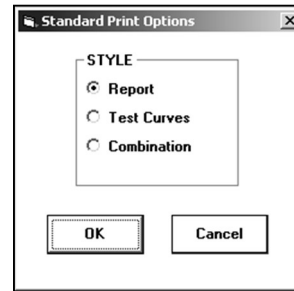 Standard Print Options
STYLE
Report
Test Curves
Combination
OK
Cancel